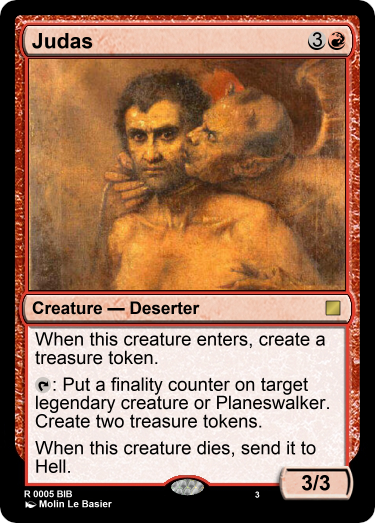 Judas 3
Creature — Deserter
When this creature enters, create a
treasure token.
: Put a finality counter on target
legendary creature or Planeswalker.
Create two treasure tokens.
When this creature dies, send it to
Hell.
3/3
R 0005 BIB 3
Molin Le Basier